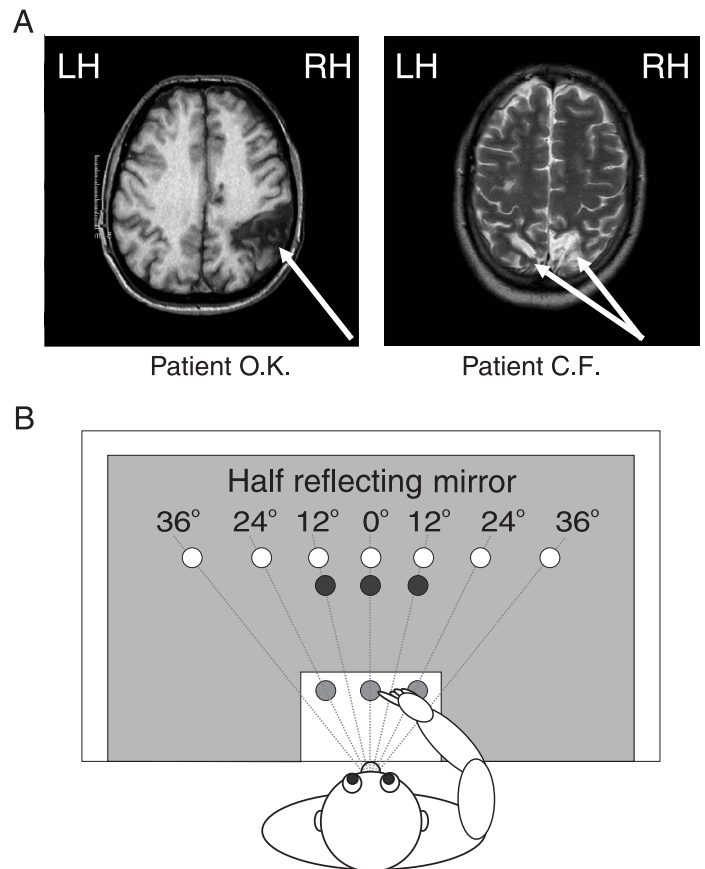 A
LH RH LH RH
Patient O.K. Patient C.F.
B
Half reflecting mirror
36° 24° 12° 0° 12° 24° 36°